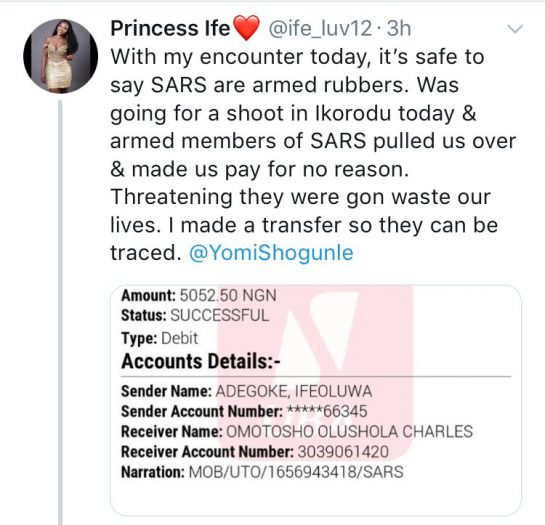 Princess Ife❤️ @ife_luv12 · 3h
With my encounter today, it's safe to
say SARS are armed rubbers. Was
going for a shoot in Ikorodu today &
armed members of SARS pulled us over
& made us pay for no reason.
Threatening they were gon waste our
lives. I made a transfer so they can be
traced. @YomiShogunle
Amount: 5052.50 NGN
Status: SUCCESSFUL
Type: Debit
Accounts Details:-
Sender Name: ADEGOKE, IFEOLUWA
Sender Account Number: *****66345
Receiver Name: OMOTOSHO OLUSHOLA CHARLES
Receiver Account Number: 3039061420
Narration: MOB/UTO/1656943418/SARS